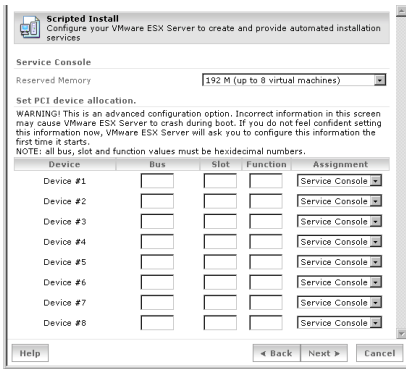 Scripted Install
Configure your VMware ESX Server to create and provide automated installation
services
Service Console
Reserved Memory 192 M (up to 8 virtual machines)
Set PCI device allocation.
WARNING! This is an advanced configuration option. Incorrect information in this screen
may cause VMware ESX Server to crash during boot. If you do not feel confident setting
this information now, VMware ESX Server will ask you to configure this information the
first time it starts.
NOTE: all bus, slot and function values must be hexidecimal numbers.
Device Bus Slot Function Assignment
Device #1 Service Console
Device #2 Service Console
Device #3 Service Console
Device #4 Service Console
Device #5 Service Console
Device #6 Service Console
Device #7 Service Console
Device #8 Service Console
Help Back Next Cancel